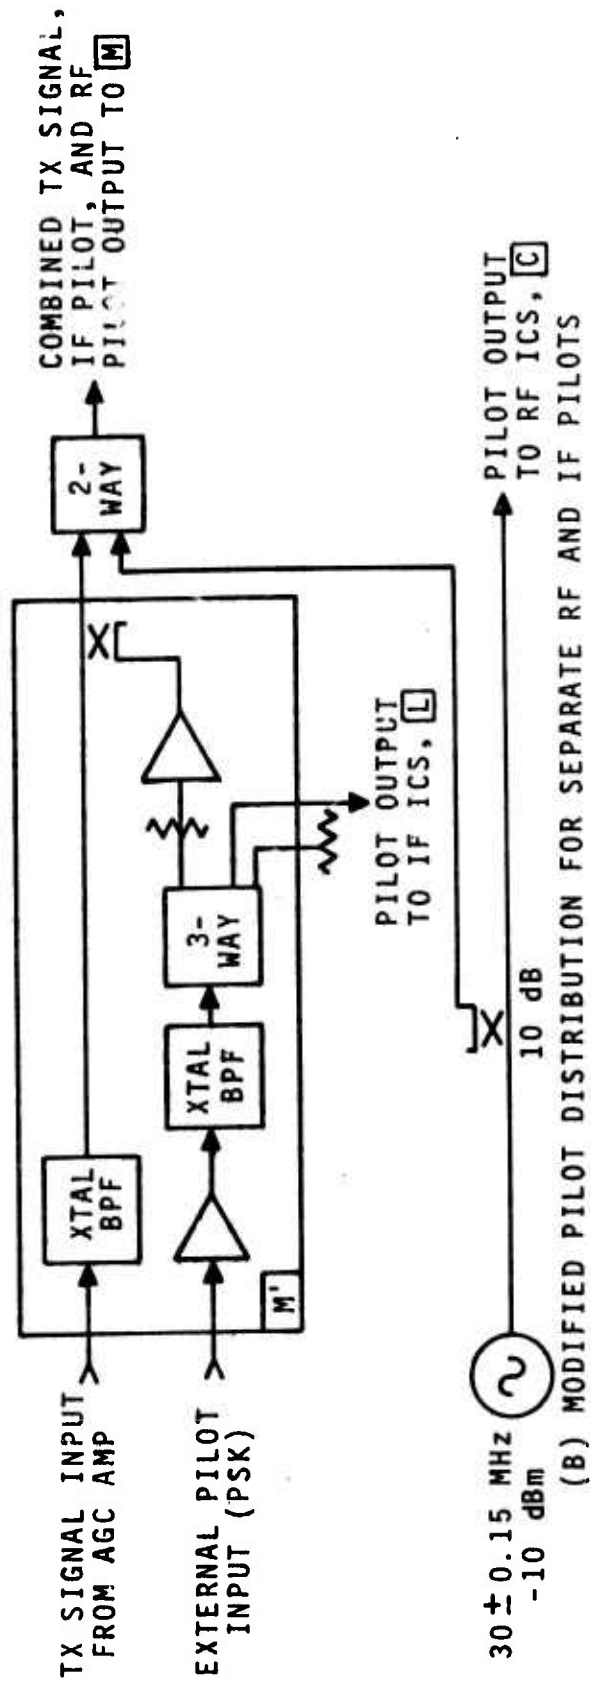 TX SIGNAL INPUT
FROM AGC AMP
EXTERNAL PILOT
INPUT (PSK)
XTAL
BPF
XTAL
BPF
3-
WAY
M'
2-
WAY
COMBINED TX SIGNAL,
IF PILOT, AND RF
PILOT OUTPUT TO M
PILOT OUTPUT
TO IF ICS, L
30 ± 0.15 MHz
-10 dBm
10 dB
PILOT OUTPUT
TO RF ICS, C
(B) MODIFIED PILOT DISTRIBUTION FOR SEPARATE RF AND IF PILOTS